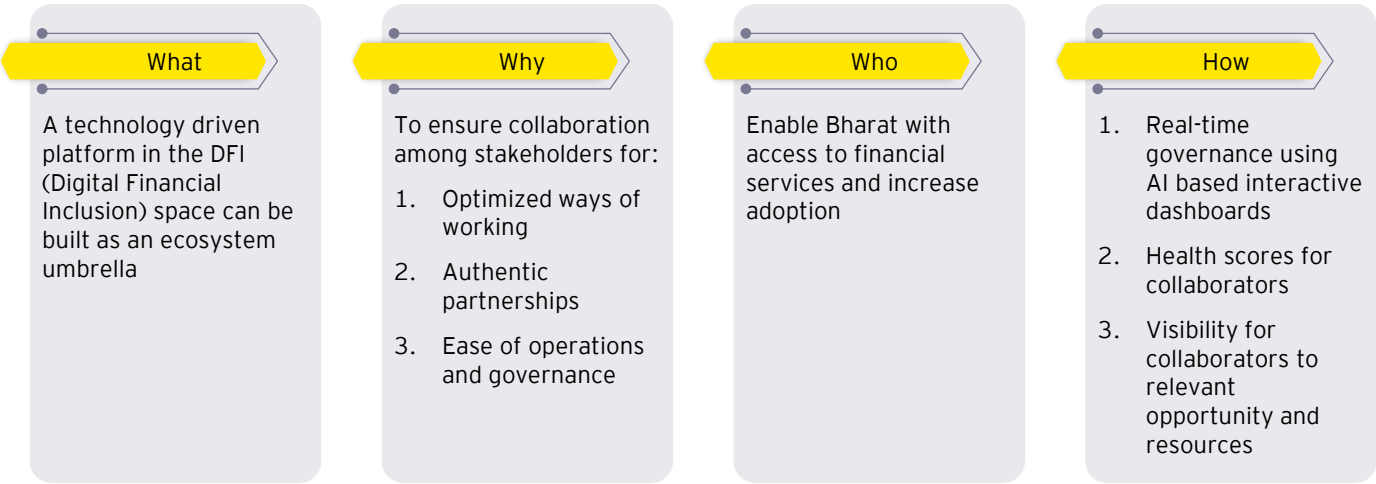 What
A technology driven
platform in the DFI
(Digital Financial
Inclusion) space can be
built as an ecosystem
umbrella
Why
To ensure collaboration
among stakeholders for:
1. Optimized ways of
working
2. Authentic
partnerships
3. Ease of operations
and governance
Who
Enable Bharat with
access to financial
services and increase
adoption
How
1. Real-time
governance using
AI based interactive
dashboards
2. Health scores for
collaborators
3. Visibility for
collaborators to
relevant
opportunity and
resources